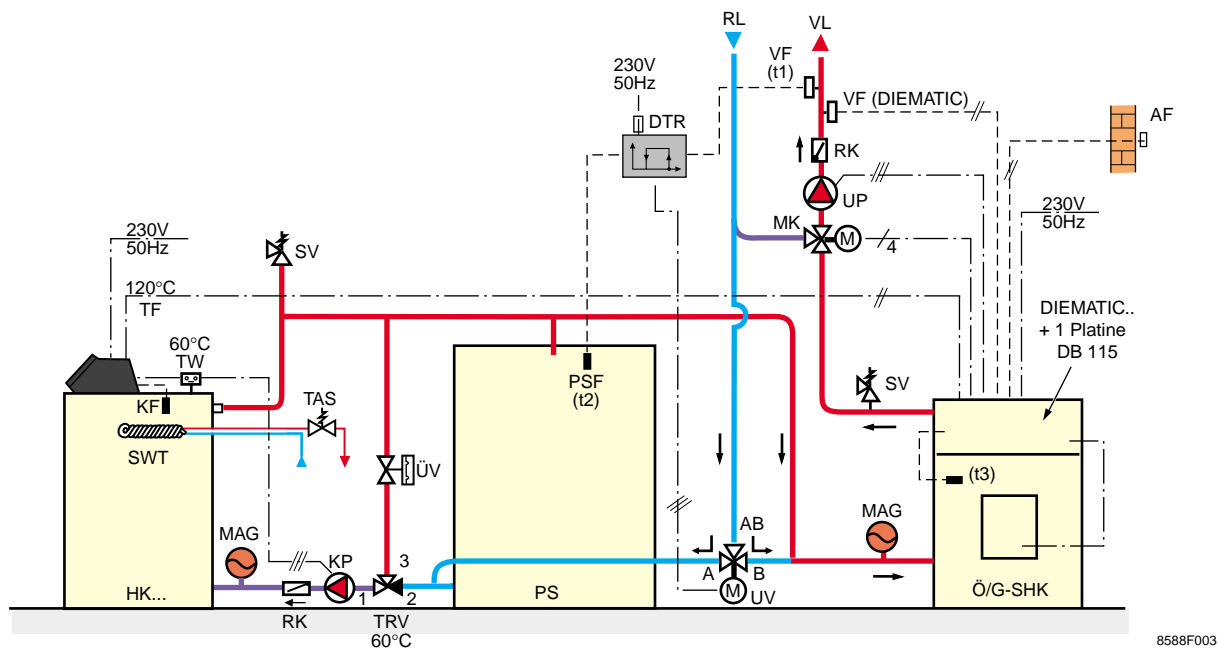 RL
VL
VF
(t1)
230V
50Hz
DTR
VF (DIEMATIC)
AF
RK
UP
MK
M
4
230V
50Hz
230V
50Hz
SV
120°C
TF
DIEMATIC..
+ 1 Platine
DB 115
60°C
TW
KF
TAS
PSF
(t2)
SV
SWT
ÜV
(t3)
MAG
MAG
KP
3
AB
A
B
1
2
M
UV
HK...
RK
TRV
60°C
PS
Ö/G-SHK
8588F003